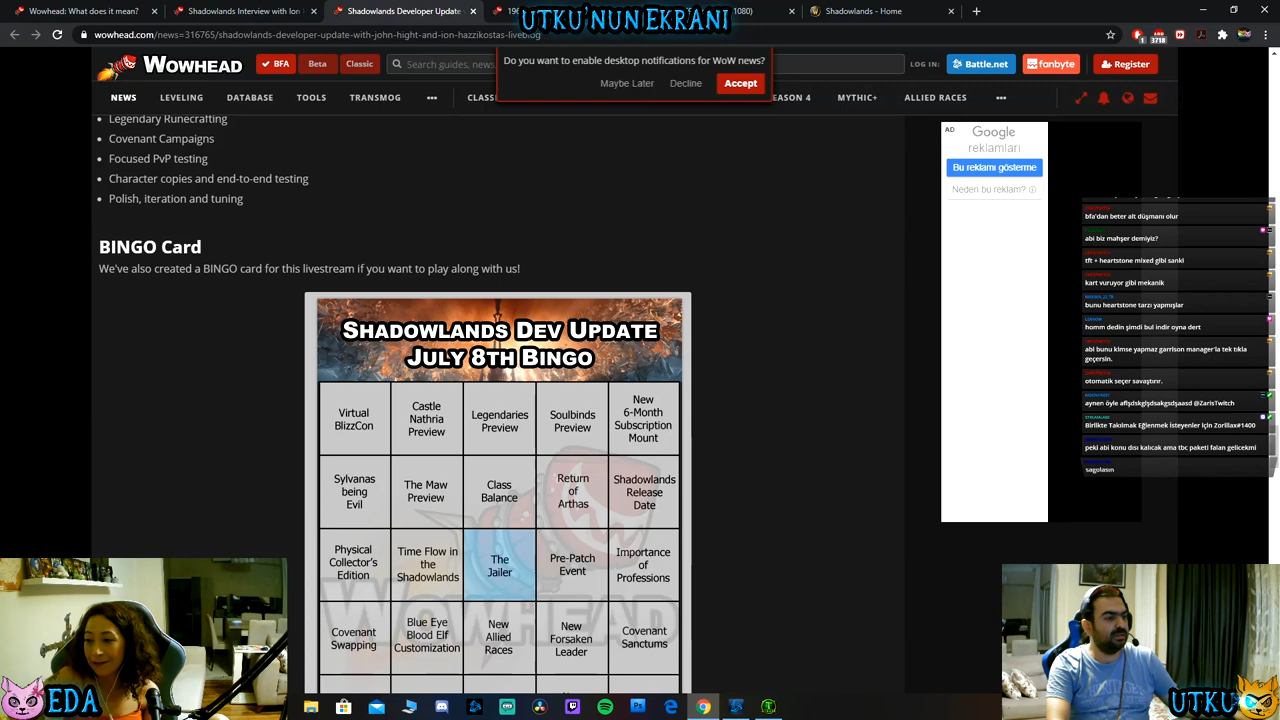 UTKU'NUN EKRANI
What does it mean?
Shadowlands Interview with Ion
Shadowlands - Home
wowhead.com/news=316765/shadowlands-developer-update-with-john-hight-and-ion-hazzikostas-liveblog
1
3718
WOWHEAD
BFA
Beta
Classic
Search guides, news
LOG IN:
Battle.net
fanbyte
Register
Do you want to enable desktop notifications for WoW news?
Maybe Later
Decline
Accept
NEWS
LEVELING
DATABASE
TOOLS
TRANSMOG
MYTHIC+
ALLIED RACES
Legendary Runecrafting
Covenant Campaigns
Focused PvP testing
Character copies and end-to-end testing
Polish, iteration and tuning
BINGO Card
We've also created a BINGO card for this livestream if you want to play along with us!
SHADOWLANDS DEV UPDATE
JULY 8TH BINGO
Virtual
BlizzCon
Castle
Nathria
Preview
Legendaries
Preview
Soulbinds
Preview
New
6-Month
Subscription
Mount
Sylvanas
being
Evil
The Maw
Preview
Class
Balance
Return
of
Arthas
Shadowlands
Release
Date
Physical
Collector's
Edition
Time Flow in
the
Shadowlands
The
Jailer
Pre-Patch
Event
Importance
of
Professions
Covenant
Swapping
Blue Eye
Blood Elf
Customization
New
Allied
Races
New
Forsaken
Leader
Covenant
Sanctums
WOWHEAD
AD
Google
reklamları
Bu reklamı gösterme
Neden bu reklam?
bfa'dan beter alt düşmanı olur
abi biz mahşer demiyiz?
tft + heartstone mixed gibi sanki
kart vuruyor gibi mekanik
bunu heartstone tarzı yapmışlar
homm dedin şimdi bul indir oyna dert
abi bunu kimse yapmaz garrison manager'la tek tıkla
geçersin.
otomatik seçer savaştırır.
aynen öyle aflşdskglşdsakgsdşaasd @ZarisTwitch
Birlikte Takılmak Eğlenmek İsteyenler İçin Zorillax#1400
peki abi konu dısı kalıcak ama tbc paketi falan gelicekmi
sagolasın
EDA
UTKU